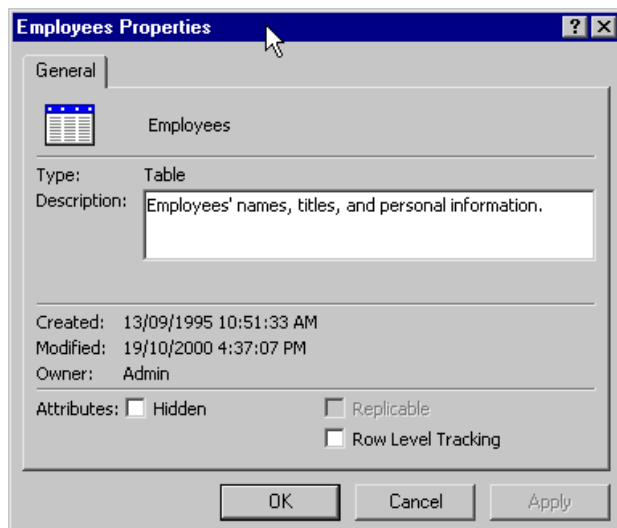 Employees Properties
General
Employees
Type: Table
Description: Employees' names, titles, and personal information.
Created: 13/09/1995 10:51:33 AM
Modified: 19/10/2000 4:37:07 PM
Owner: Admin
Attributes: Hidden Replicable
Row Level Tracking
OK Cancel Apply